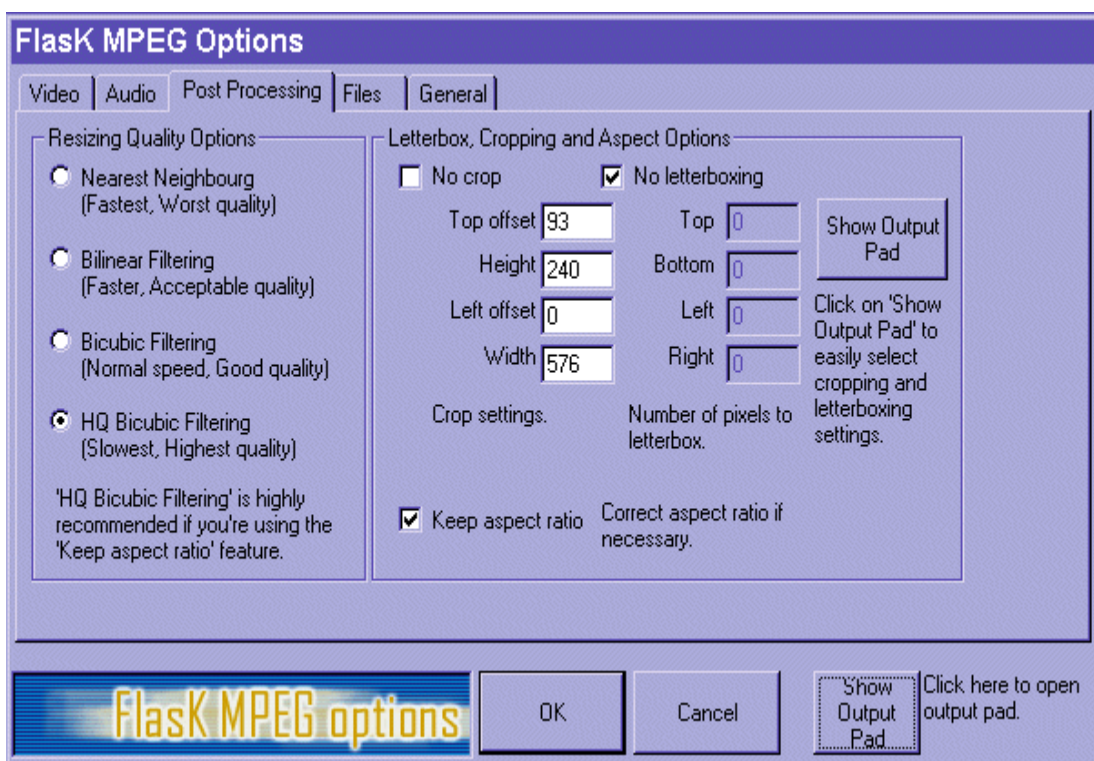 FlasK MPEG Options
Video Audio Post Processing Files General
Resizing Quality Options
Nearest Neighbourg
(Fastest, Worst quality)
Bilinear Filtering
(Faster, Acceptable quality)
Bicubic Filtering
(Normal speed, Good quality)
HQ Bicubic Filtering
(Slowest, Highest quality)
'HQ Bicubic Filtering' is highly
recommended if you're using the
'Keep aspect ratio' feature.
Letterbox, Cropping and Aspect Options
No crop
No letterboxing
Top offset 93
Height 240
Left offset 0
Width 576
Crop settings.
Top 0
Bottom 0
Left 0
Right 0
Number of pixels to
letterbox.
Show Output
Pad
Click on 'Show
Output Pad' to
easily select
cropping and
letterboxing
settings.
Keep aspect ratio
Correct aspect ratio if
necessary.
FlasK MPEG options
OK
Cancel
Show
Output
Pad
Click here to open
output pad.